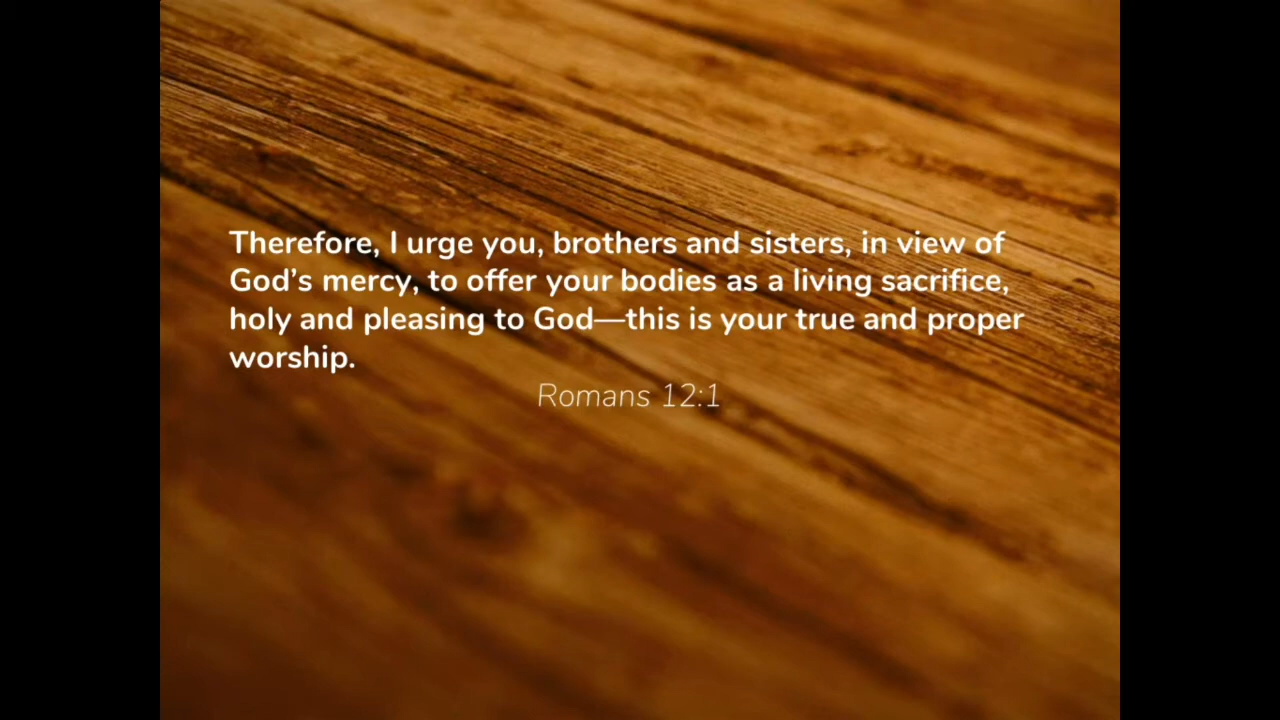 Therefore, I urge you, brothers and sisters, in view of
God’s mercy, to offer your bodies as a living sacrifice,
holy and pleasing to God—this is your true and proper
worship.
Romans 12:1